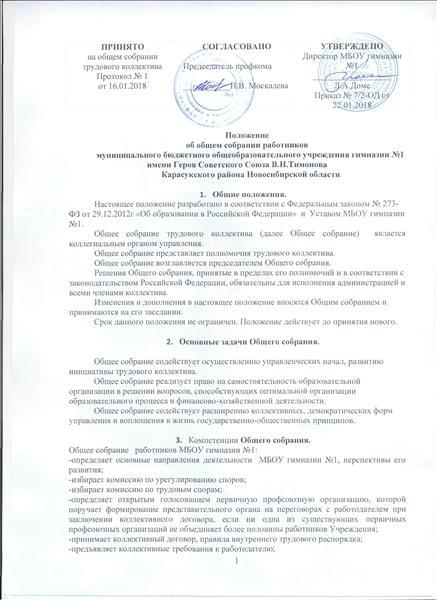 ПРИНЯТО
на общем собрании
трудового коллектива
Протокол № 1
от 16.01.2018
СОГЛАСОВАНО
Председатель профкома
Н.В. Москалева
УТВЕРЖДЕНО
Директор МБОУ гимназии
№1
Л.А.Доме
Приказ № 7/2-ОД от
22.01.2018
Положение
об общем собрании работников
муниципального бюджетного общеобразовательного учреждения гимназии №1
имени Героя Советского Союза В.Н.Тимонова
Карасукского района Новосибирской области
1. Общие положения.
Настоящее положение разработано в соответствии с Федеральным законом № 273-
ФЗ от 29.12.2012г «Об образовании в Российской Федерации» и Уставом МБОУ гимназии
№1.
Общее собрание трудового коллектива (далее Общее собрание) является
коллегиальным органом управления.
Общее собрание представляет полномочия трудового коллектива.
Общее собрание возглавляется председателем Общего собрания.
Решения Общего собрания, принятые в пределах его полномочий и в соответствии с
законодательством Российской Федерации, обязательны для исполнения администрацией и
всеми членами коллектива.
Изменения и дополнения в настоящее положение вносятся Общим собранием и
принимаются на его заседании.
Срок данного положения не ограничен. Положение действует до принятия нового.
2. Основные задачи Общего собрания.
Общее собрание содействует осуществлению управленческих начал, развитию
инициативы трудового коллектива.
Общее собрание реализует право на самостоятельность образовательной
организации в решении вопросов, способствующих оптимальной организации
образовательного процесса и финансово-хозяйственной деятельности.
Общее собрание содействует расширению коллективных, демократических форм
управления и воплощения в жизнь государственно-общественных принципов.
3. Компетенции Общего собрания.
Общее собрание работников МБОУ гимназии №1:
-определяет основные направления деятельности МБОУ гимназии №1, перспективы его
развития;
-избирает комиссию по урегулированию споров;
-избирает комиссии по трудовым спорам;
-определяет открытым голосованием первичную профсоюзную организацию, которой
поручает формирование представительного органа на переговорах с работодателем при
заключении коллективного договора, если ни одна из существующих первичных
профсоюзных организаций не объединяет более половины работников Учреждения;
-принимает коллективный договор, правила внутреннего трудового распорядка;
-предъявляет коллективные требования к работодателю;
1